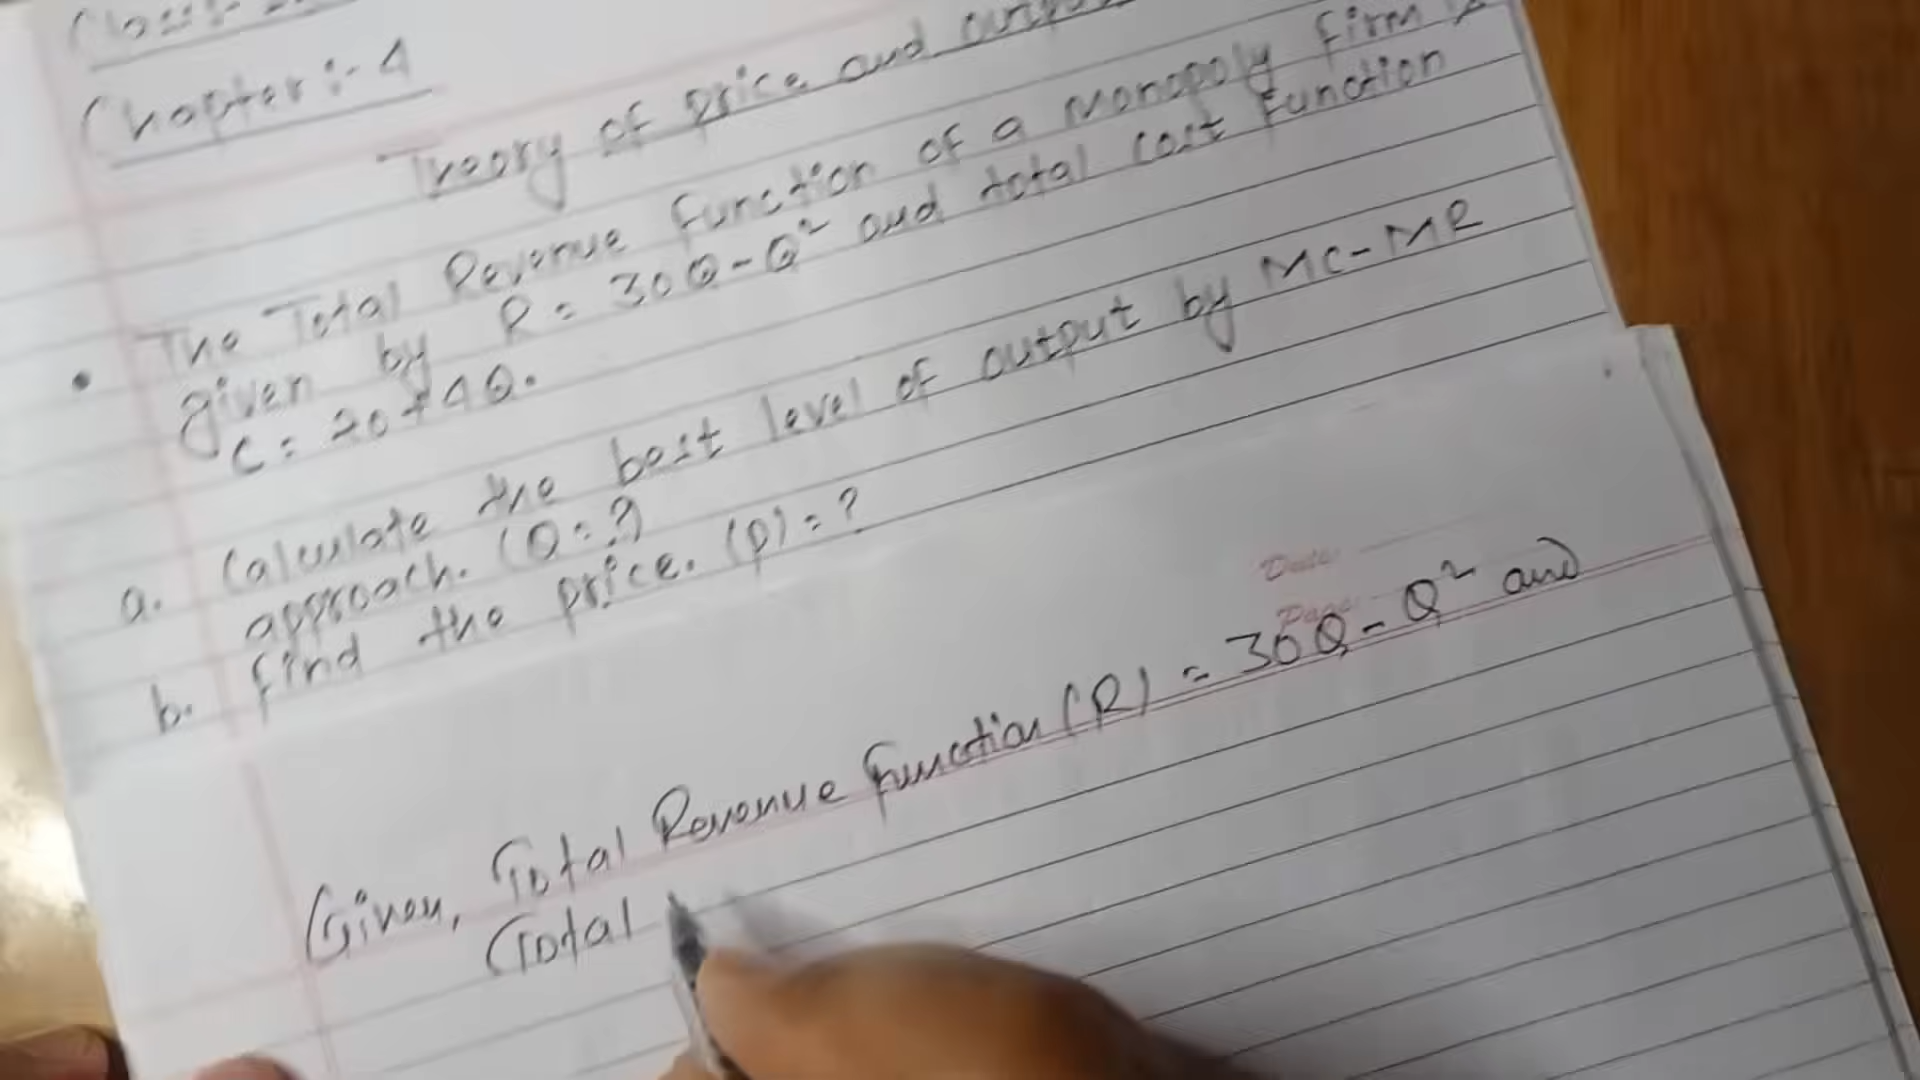 Chapter :- 4
Theory of price and
The Total Revenue function of a Monopoly firm
given by R = 30Q - Q² and total cost function
C = 20 + 4Q.
a. Calculate the best level of output by MC-MR
approach. (Q = ?)
b. find the price. (P) = ?
Date:
Page:
Given, Total Revenue function (R) = 30Q - Q² and
Total